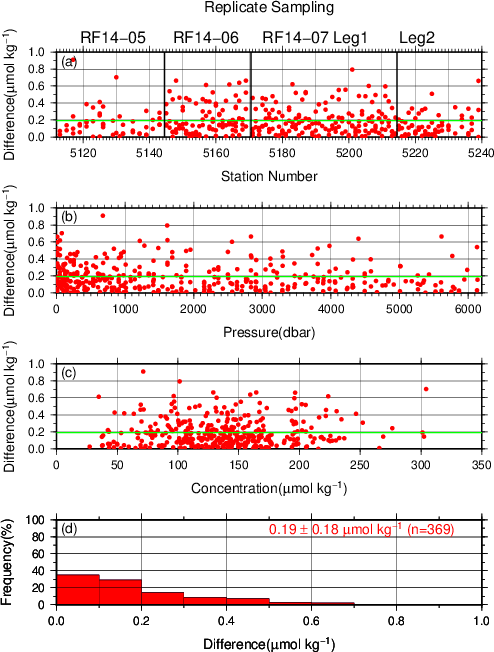 Replicate Sampling
RF14−05 RF14−06 RF14−07 Leg1 Leg2
(a)
1.0
0.8
0.6
0.4
0.2
0.0
Difference(μmol kg−1)
5120 5140 5160 5180 5200 5220 5240
Station Number
(b)
1.0
0.8
0.6
0.4
0.2
0.0
Difference(μmol kg−1)
0 1000 2000 3000 4000 5000 6000
Pressure(dbar)
(c)
1.0
0.8
0.6
0.4
0.2
0.0
Difference(μmol kg−1)
0 50 100 150 200 250 300 350
Concentration(μmol kg−1)
(d)
0.19 ± 0.18 μmol kg−1 (n=369)
100
80
60
40
20
0
Frequency(%)
0.0 0.2 0.4 0.6 0.8 1.0
Difference(μmol kg−1)